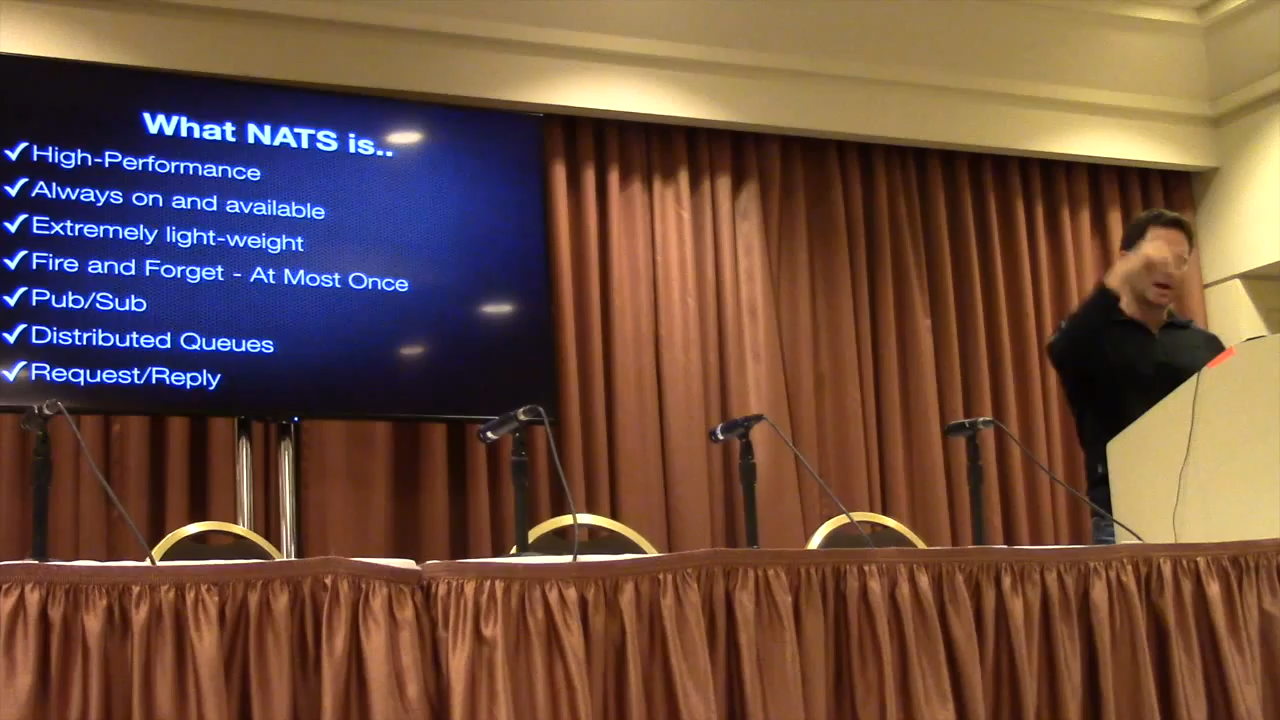 What NATS is..
✓High-Performance
✓Always on and available
✓Extremely light-weight
✓Fire and Forget - At Most Once
✓Pub/Sub
✓Distributed Queues
✓Request/Reply